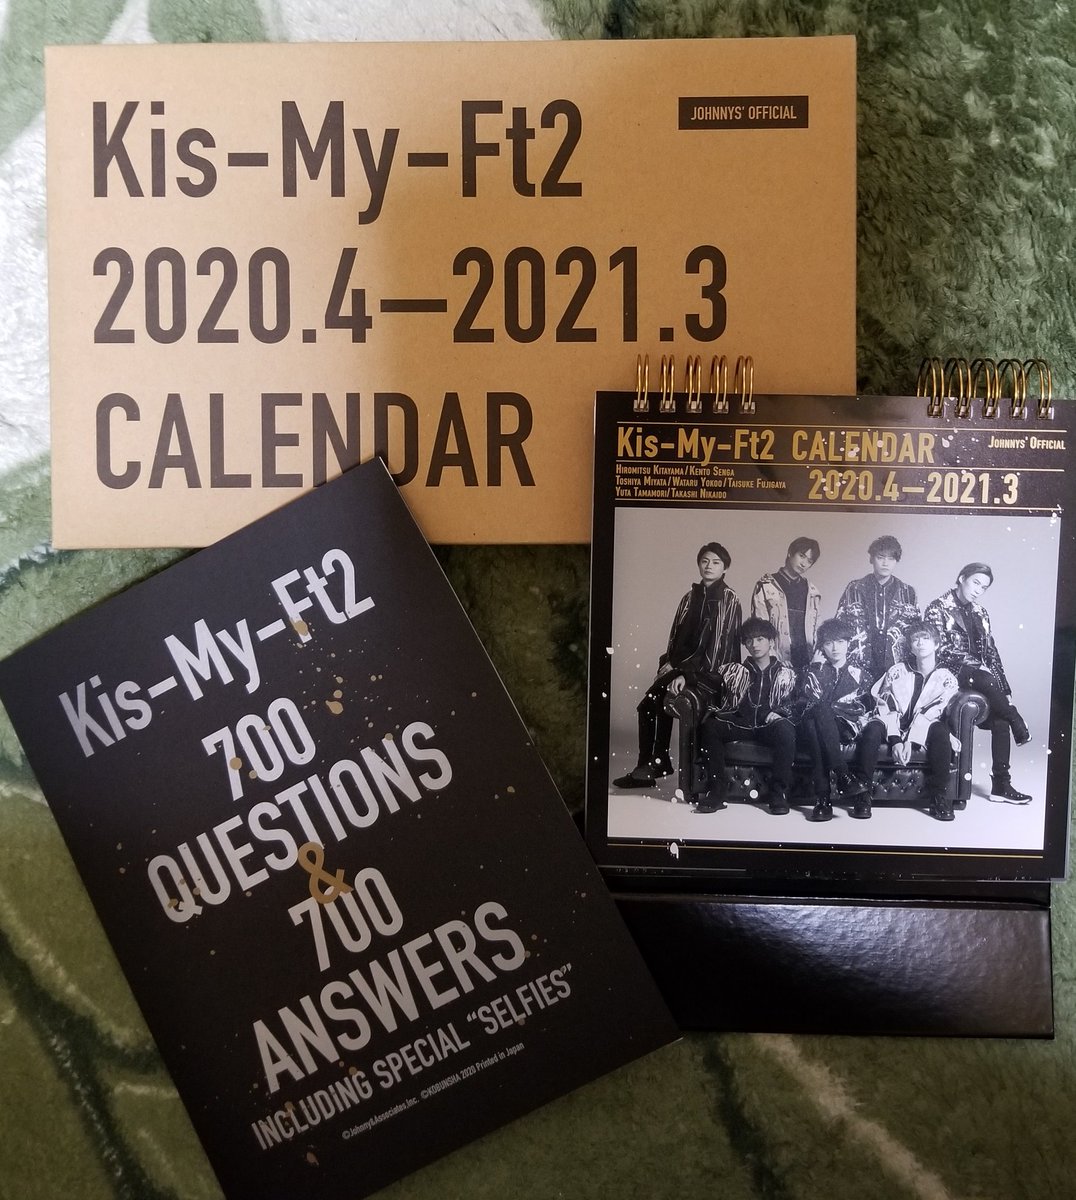 Kis-My-Ft2
JOHNNYS' OFFICIAL
2020.4—2021.3
CALENDAR
Kis-My-Ft2 CALENDAR
JOHNNYS' OFFICIAL
HIROMITSU KITAYAMA/KENTO SENGA
TOSHIYA MIYATA/WATARU YOKOO/TAISUKE FUJIGAYA
YUTA TAMAMORI/TAKASHI NIKAIDO
2020.4—2021.3
Kis-My-Ft2
700
QUESTIONS
&
700
ANSWERS
INCLUDING SPECIAL “SELFIES”
©Johnny&Associates,Inc. ©KOBUNSHA 2020 Printed in Japan